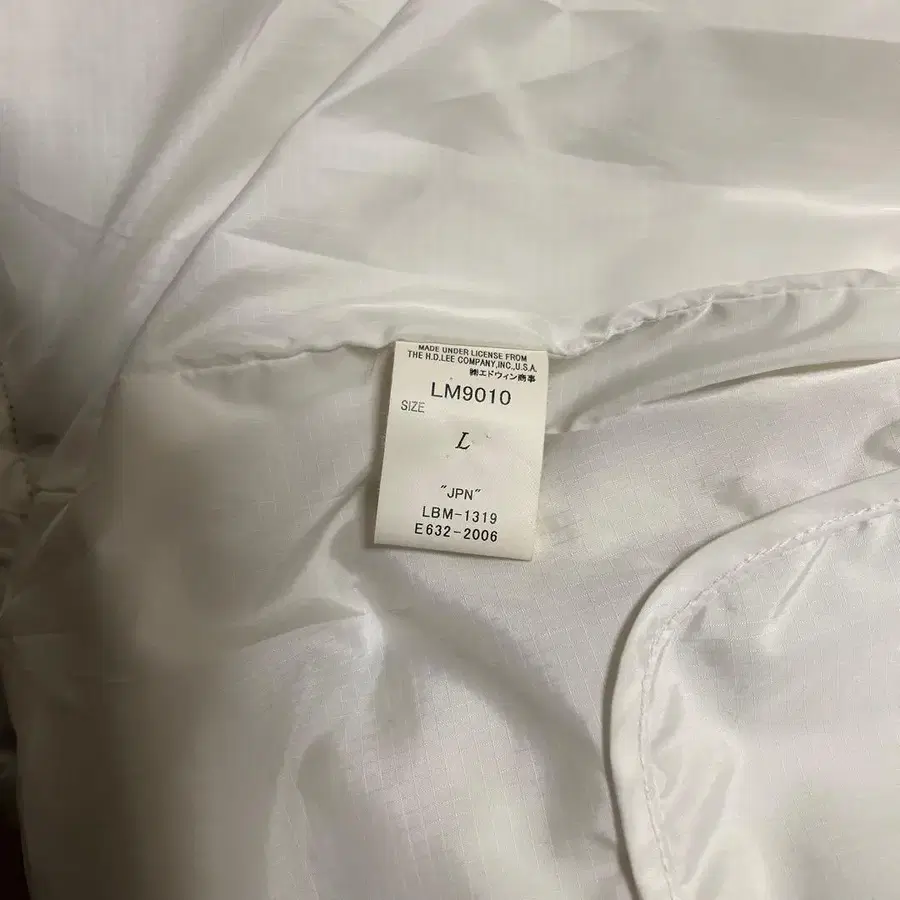 MADE UNDER LICENSE FROM
THE H.D.LEE COMPANY,INC.,U.S.A.
㈱エドウィン商事
LM9010
SIZE
L
"JPN"
LBM-1319
E632-2006